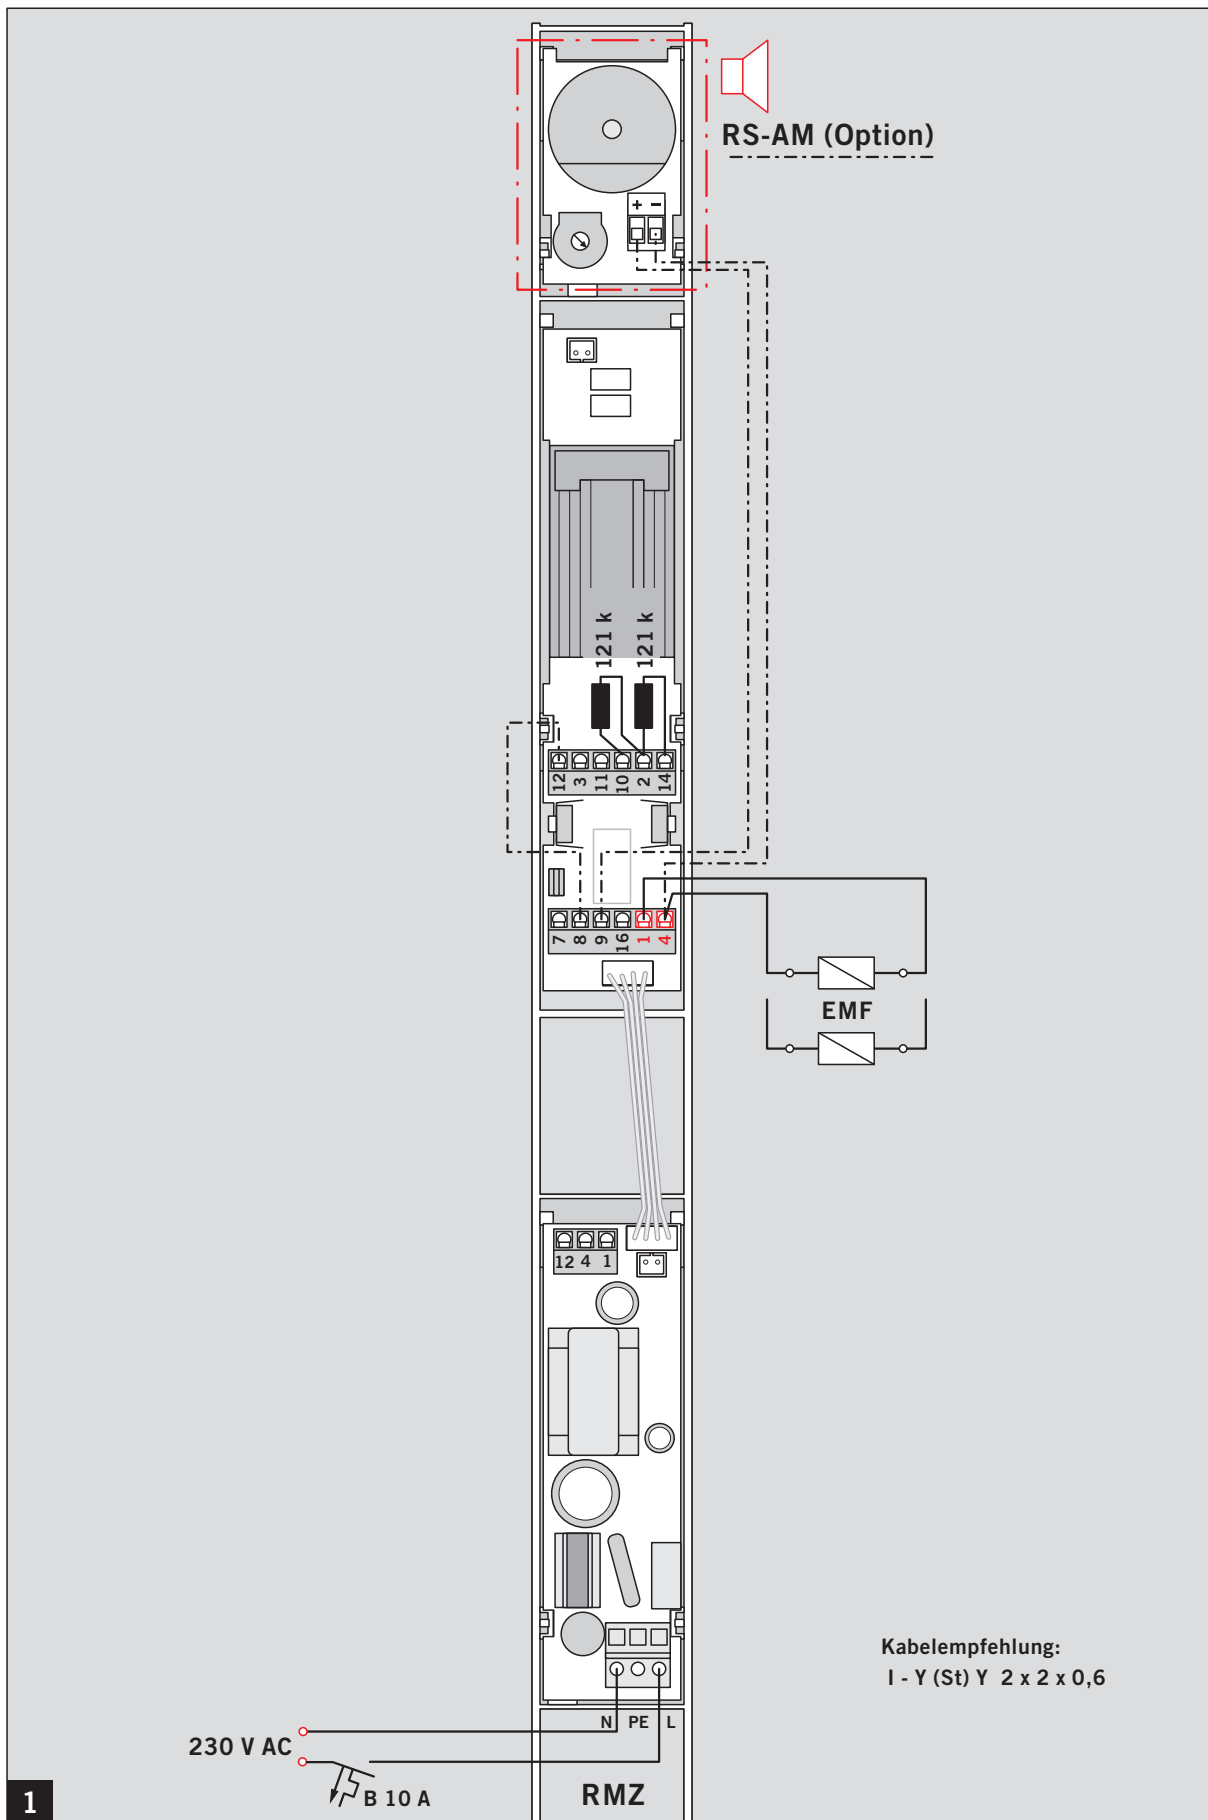 RS-AM (Option)
+ −
121 k
121 k
12 3 11 10 2 14
7 8 9 16 1 4
EMF
12 4 1
Kabelempfehlung:
I - Y (St) Y 2 x 2 x 0,6
N PE L
230 V AC
B 10 A
RMZ
1